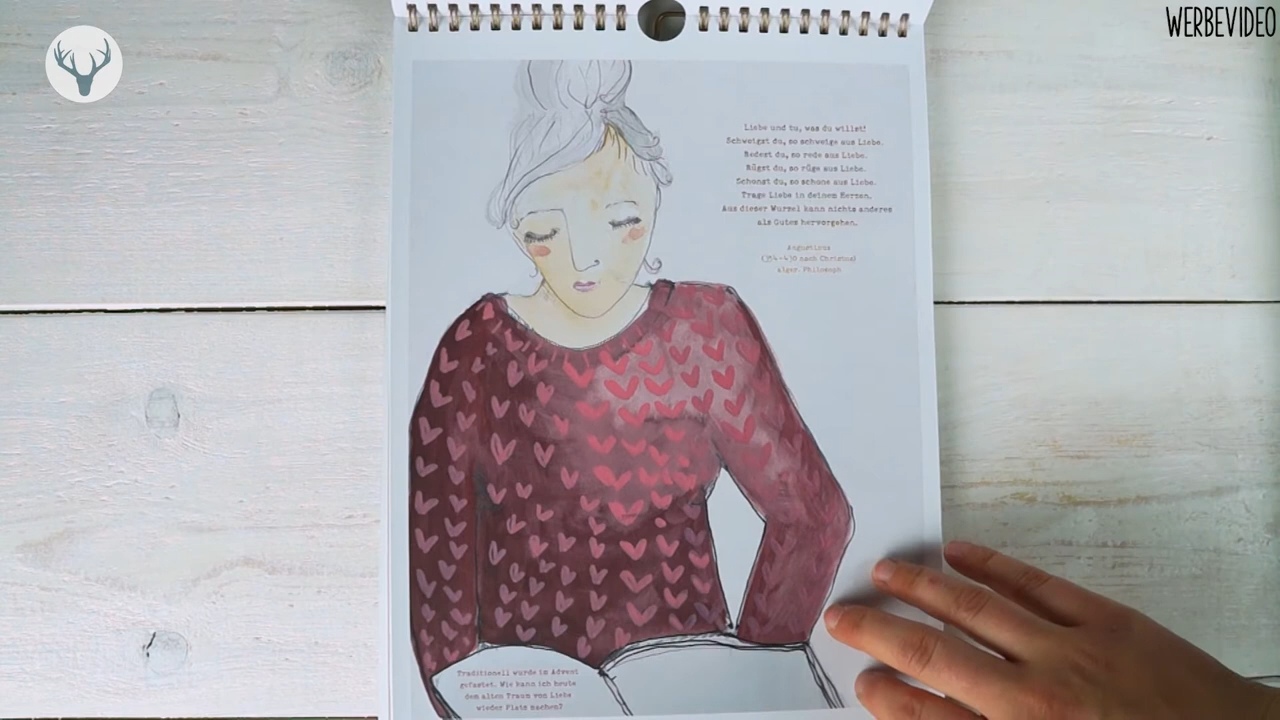 WERBEVIDEO
Liebe und tu, was du willst!
Schweigst du, so schweige aus Liebe.
Redest du, so rede aus Liebe.
Rügst du, so rüge aus Liebe.
Schonst du, so schone aus Liebe.
Trage Liebe in deinem Herzen.
Aus dieser Wurzel kann nichts anderes
als Gutes hervorgehen.
Augustinus
(354-430 nach Christus)
alger. Philosoph
Traditionell wurde im Advent
gefastet. Wie kann ich heute
dem alten Traum von Liebe
wieder Platz machen?